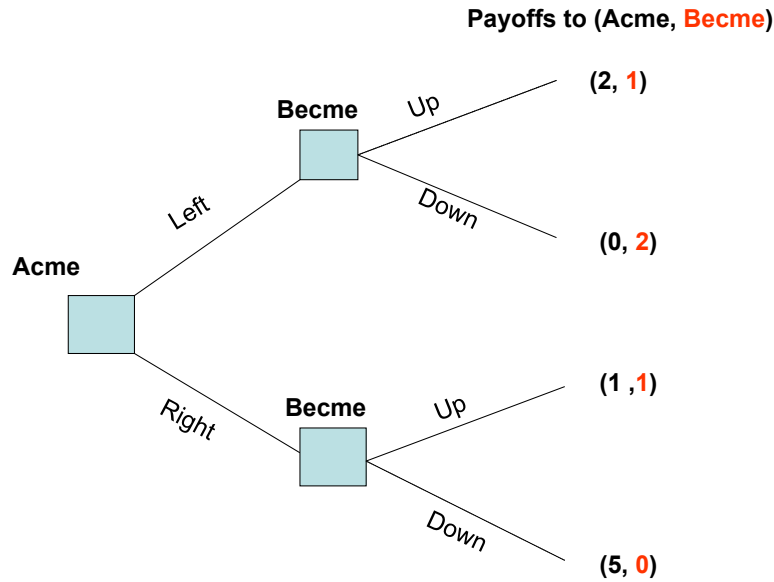 Payoffs to (Acme, Becme)
(2, 1)
Up
Becme
Left
Down
(0, 2)
Acme
(1 ,1)
Up
Becme
Right
Down
(5, 0)